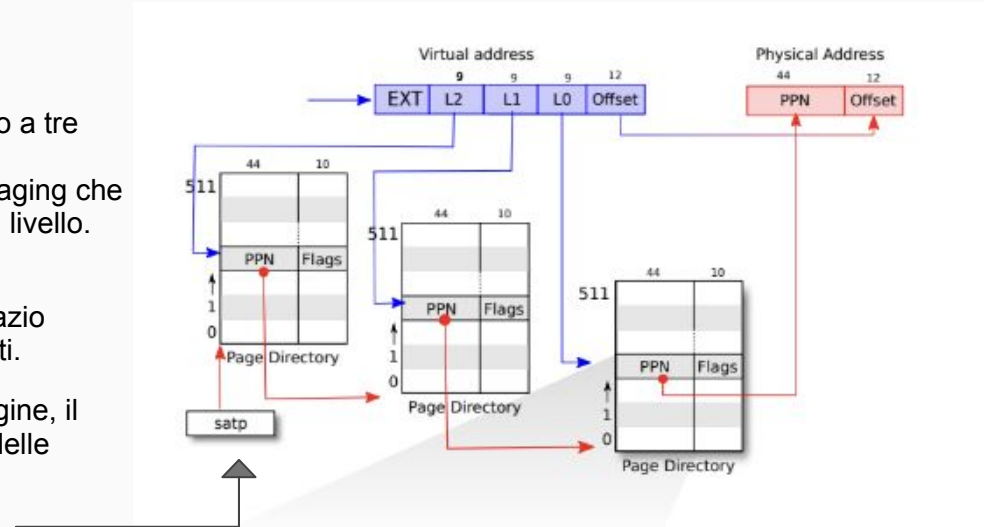 o a tre
aging che
livello.
azio
ti.
gine, il
delle
Virtual address
9 9 9 12
EXT L2 L1 L0 Offset
Physical Address
44 12
PPN Offset
44 10
511
PPN Flags
1
0
Page Directory
satp
44 10
511
PPN Flags
1
0
Page Directory
44 10
511
PPN Flags
1
0
Page Directory